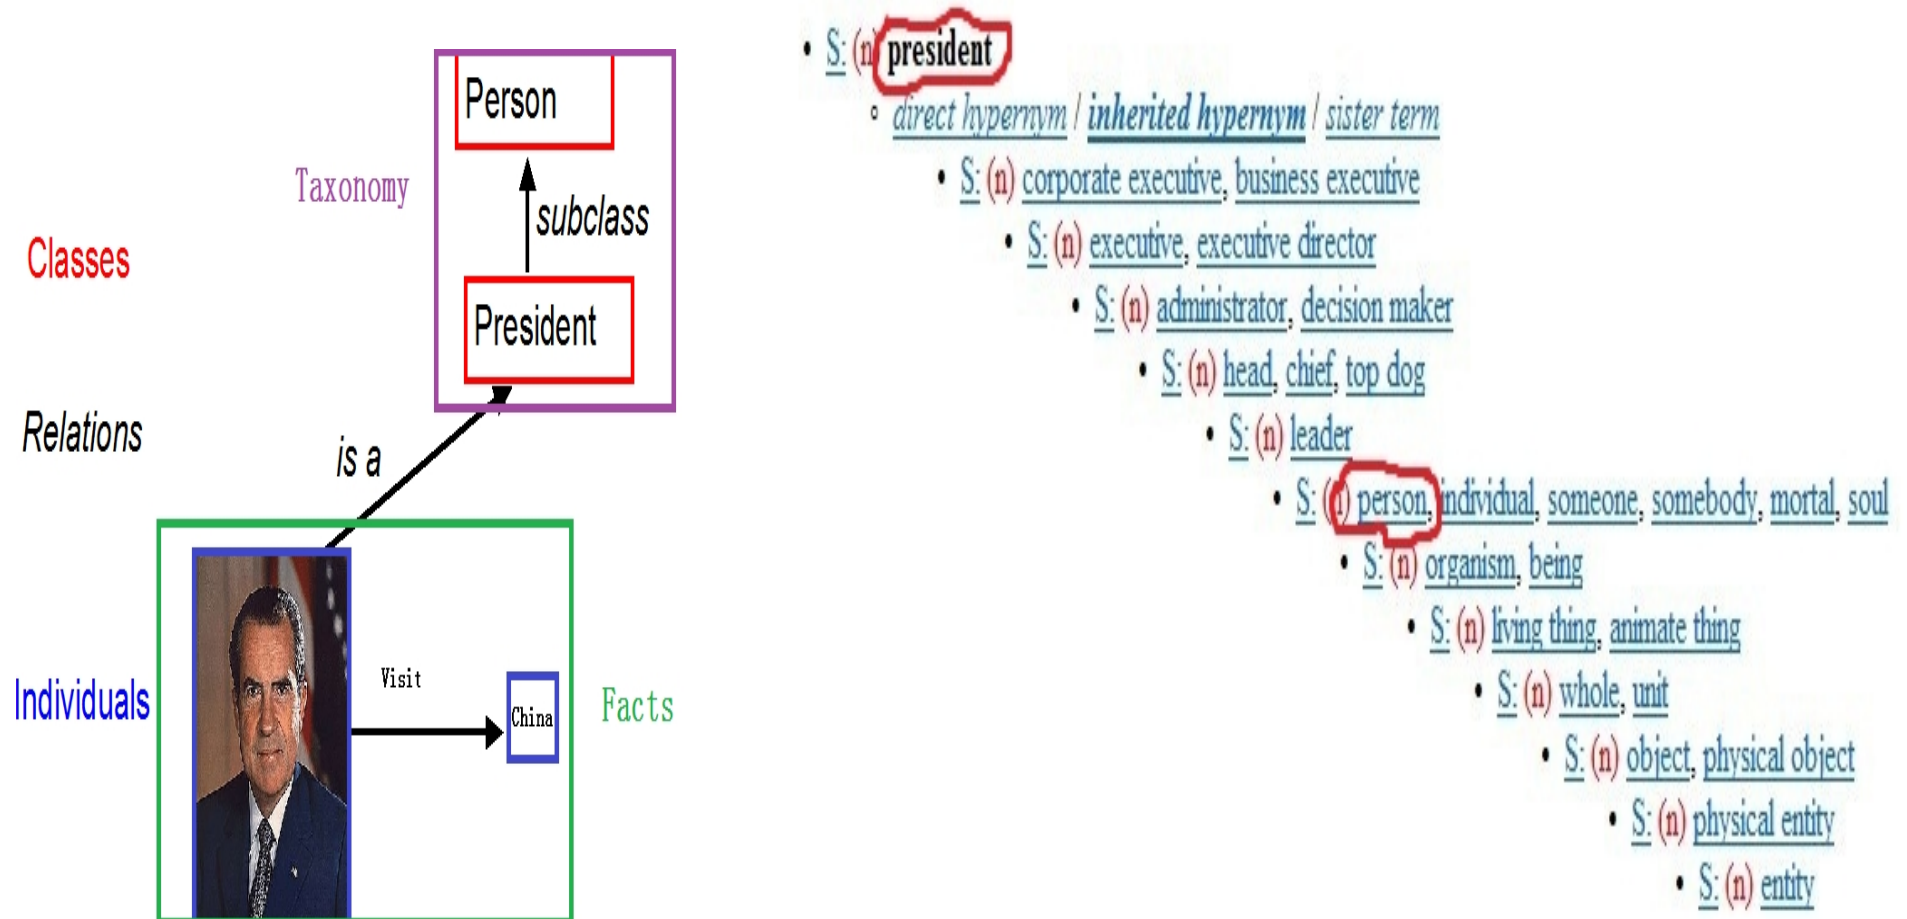 Person
Taxonomy
subclass
Classes
President
Relations
is a
Individuals
Visit
China
Facts
• S: (n) president
◦ direct hypernym / inherited hypernym / sister term
• S: (n) corporate executive, business executive
• S: (n) executive, executive director
• S: (n) administrator, decision maker
• S: (n) head, chief, top dog
• S: (n) leader
• S: (n) person, individual, someone, somebody, mortal, soul
• S: (n) organism, being
• S: (n) living thing, animate thing
• S: (n) whole, unit
• S: (n) object, physical object
• S: (n) physical entity
• S: (n) entity